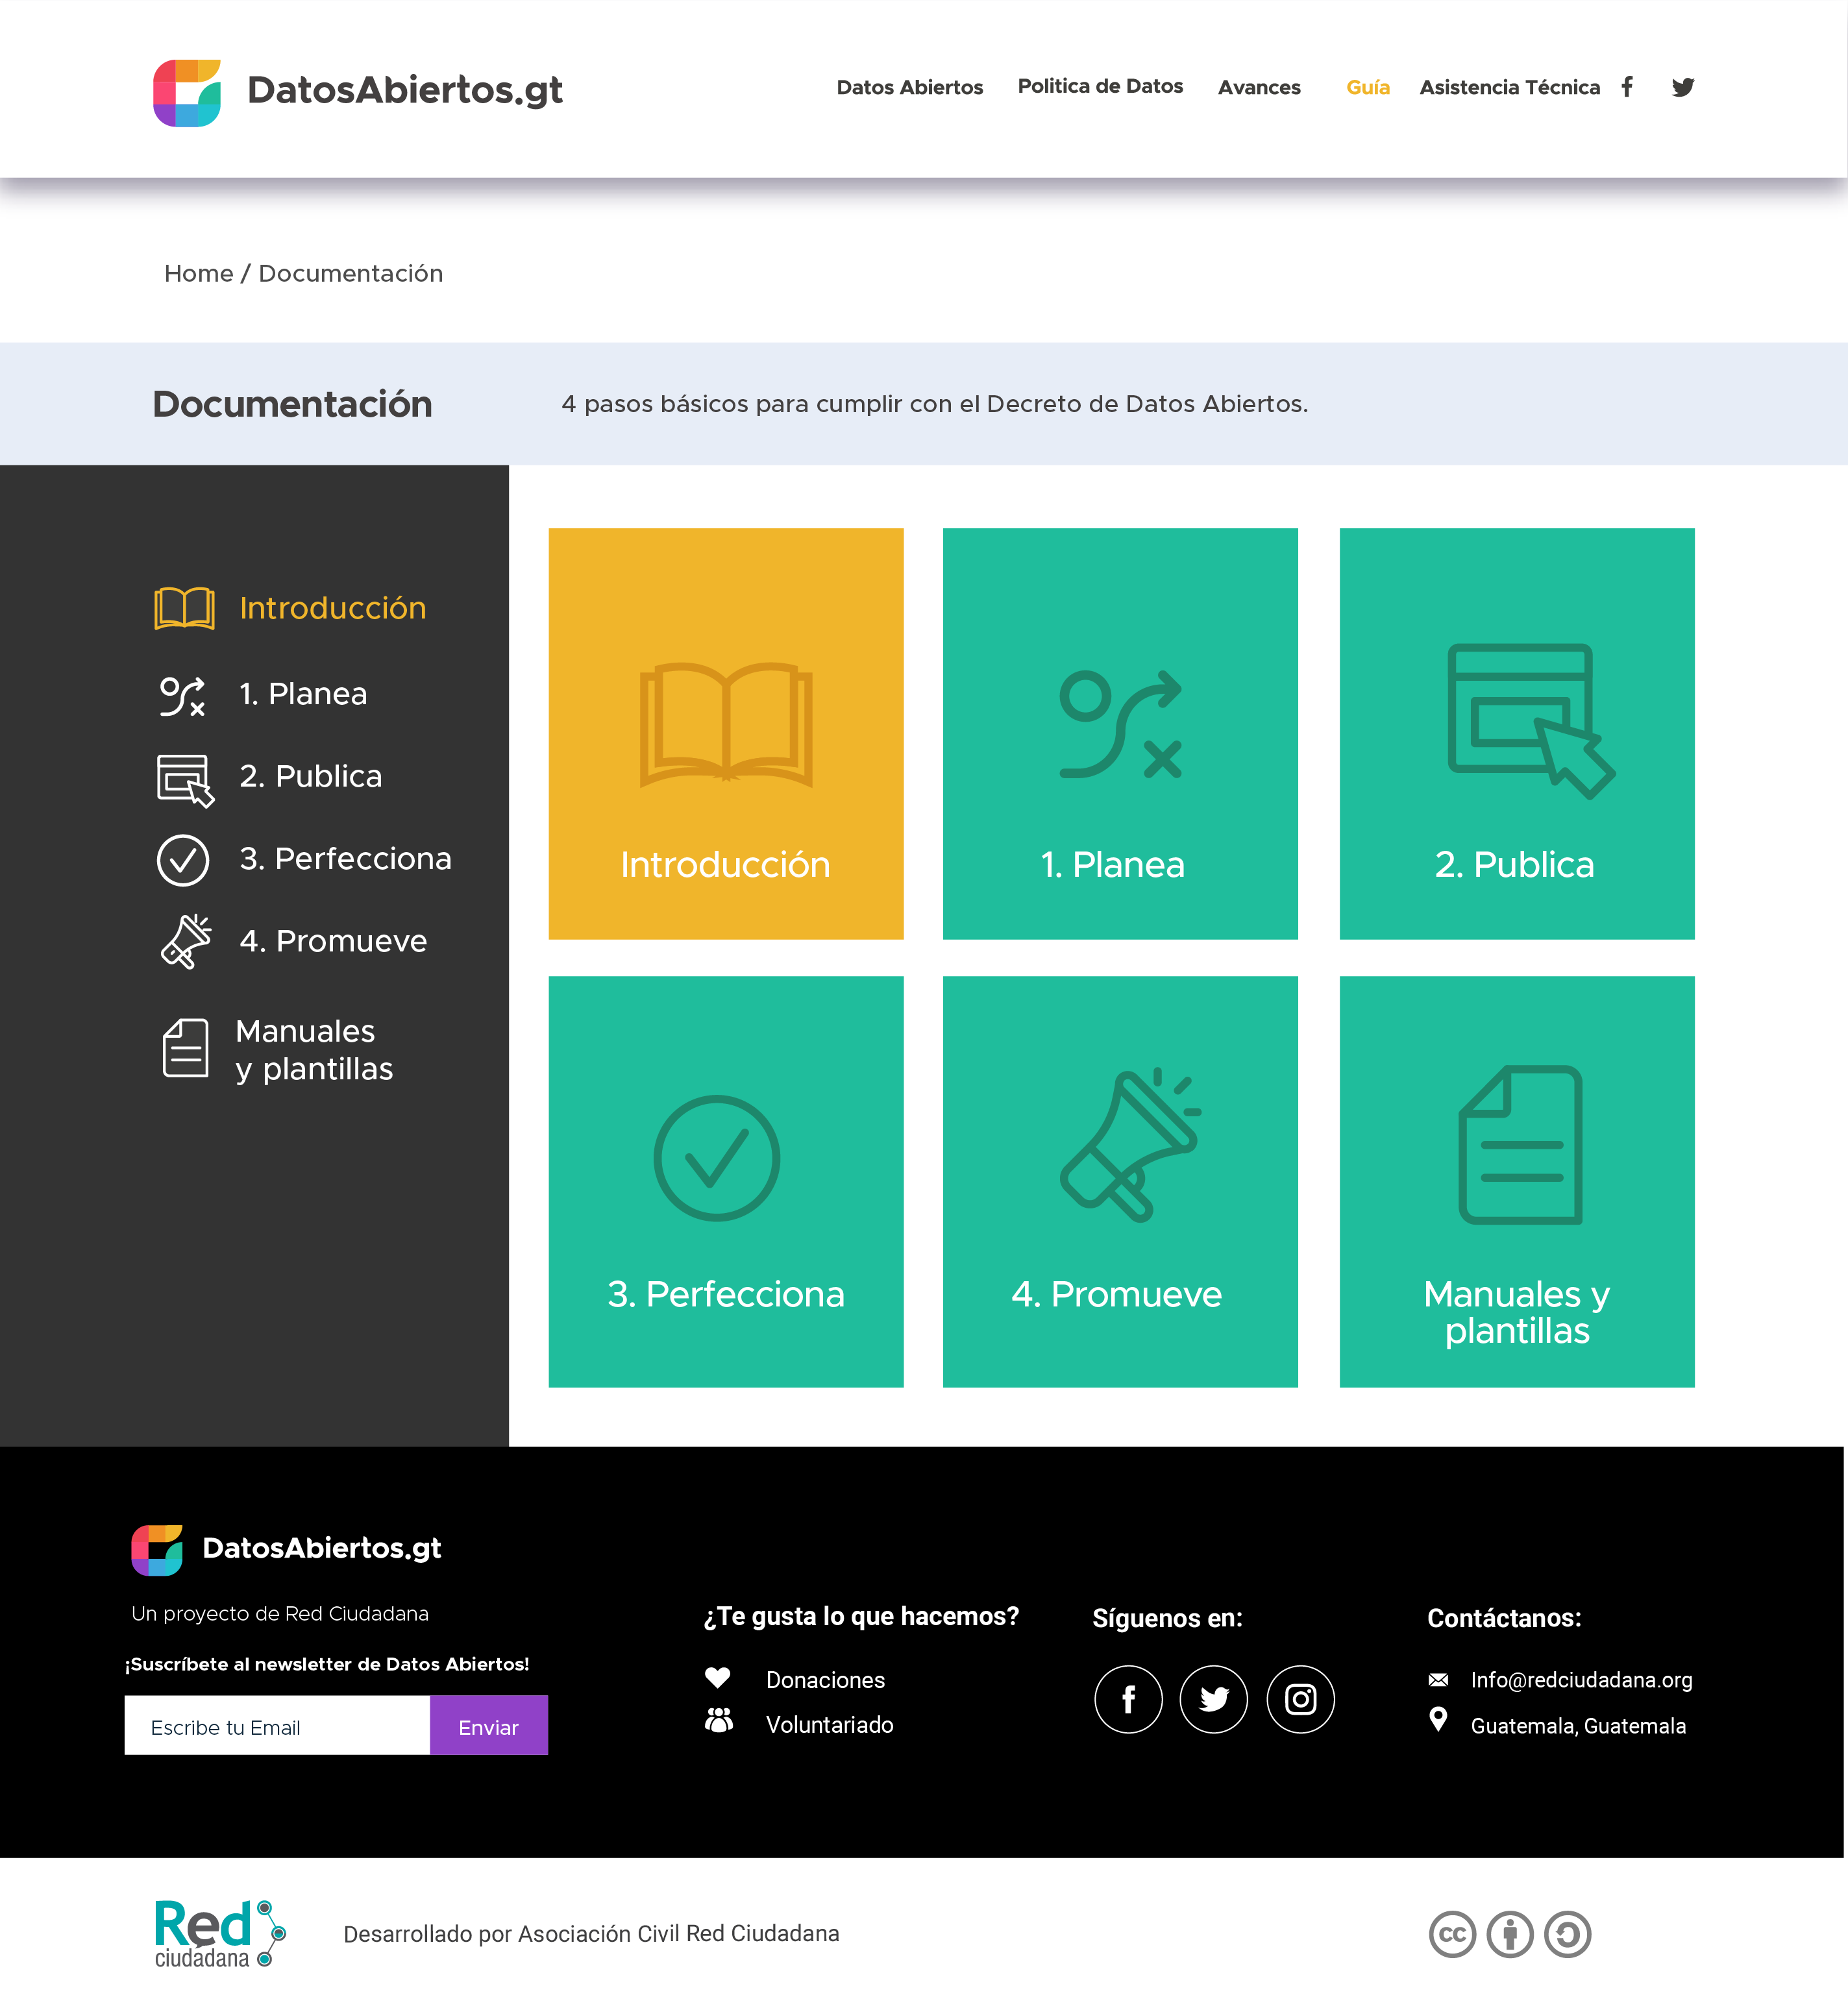 DatosAbiertos.gt
Datos Abiertos
Politica de Datos
Avances
Guía
Asistencia Técnica
Home / Documentación
Documentación
4 pasos básicos para cumplir con el Decreto de Datos Abiertos.
Introducción
1. Planea
2. Publica
3. Perfecciona
4. Promueve
Manuales
y plantillas
Introducción
1. Planea
2. Publica
3. Perfecciona
4. Promueve
Manuales y
plantillas
DatosAbiertos.gt
Un proyecto de Red Ciudadana
¡Suscríbete al newsletter de Datos Abiertos!
Escribe tu Email
Enviar
¿Te gusta lo que hacemos?
Donaciones
Voluntariado
Síguenos en:
Contáctanos:
Info@redciudadana.org
Guatemala, Guatemala
Red
ciudadana
Desarrollado por Asociación Civil Red Ciudadana
cc